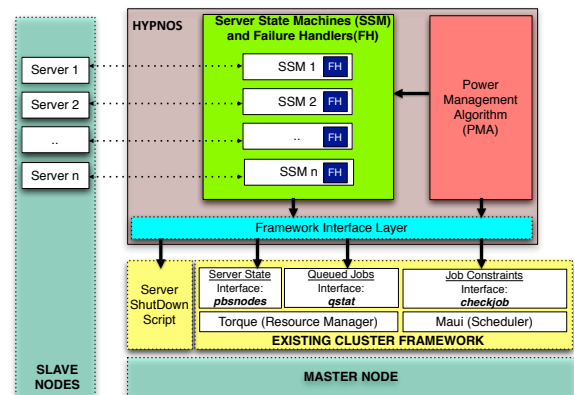 HYPNOS
Server State Machines (SSM)
and Failure Handlers(FH)
Server 1
SSM 1
FH
Server 2
SSM 2
FH
..
..
FH
Server n
SSM n
FH
Power
Management
Algorithm
(PMA)
Framework Interface Layer
Server
ShutDown
Script
Server State
Interface:
pbsnodes
Queued Jobs
Interface:
qstat
Job Constraints
Interface:
checkjob
Torque (Resource Manager)
Maui (Scheduler)
EXISTING CLUSTER FRAMEWORK
SLAVE
NODES
MASTER NODE